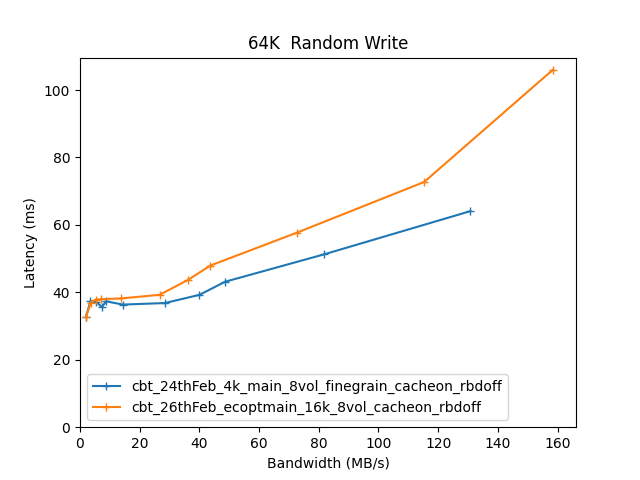 64K  Random Write
Latency (ms)
100
80
60
40
20
0
cbt_24thFeb_4k_main_8vol_finegrain_cacheon_rbdoff
cbt_26thFeb_ecoptmain_16k_8vol_cacheon_rbdoff
0 20 40 60 80 100 120 140 160
Bandwidth (MB/s)